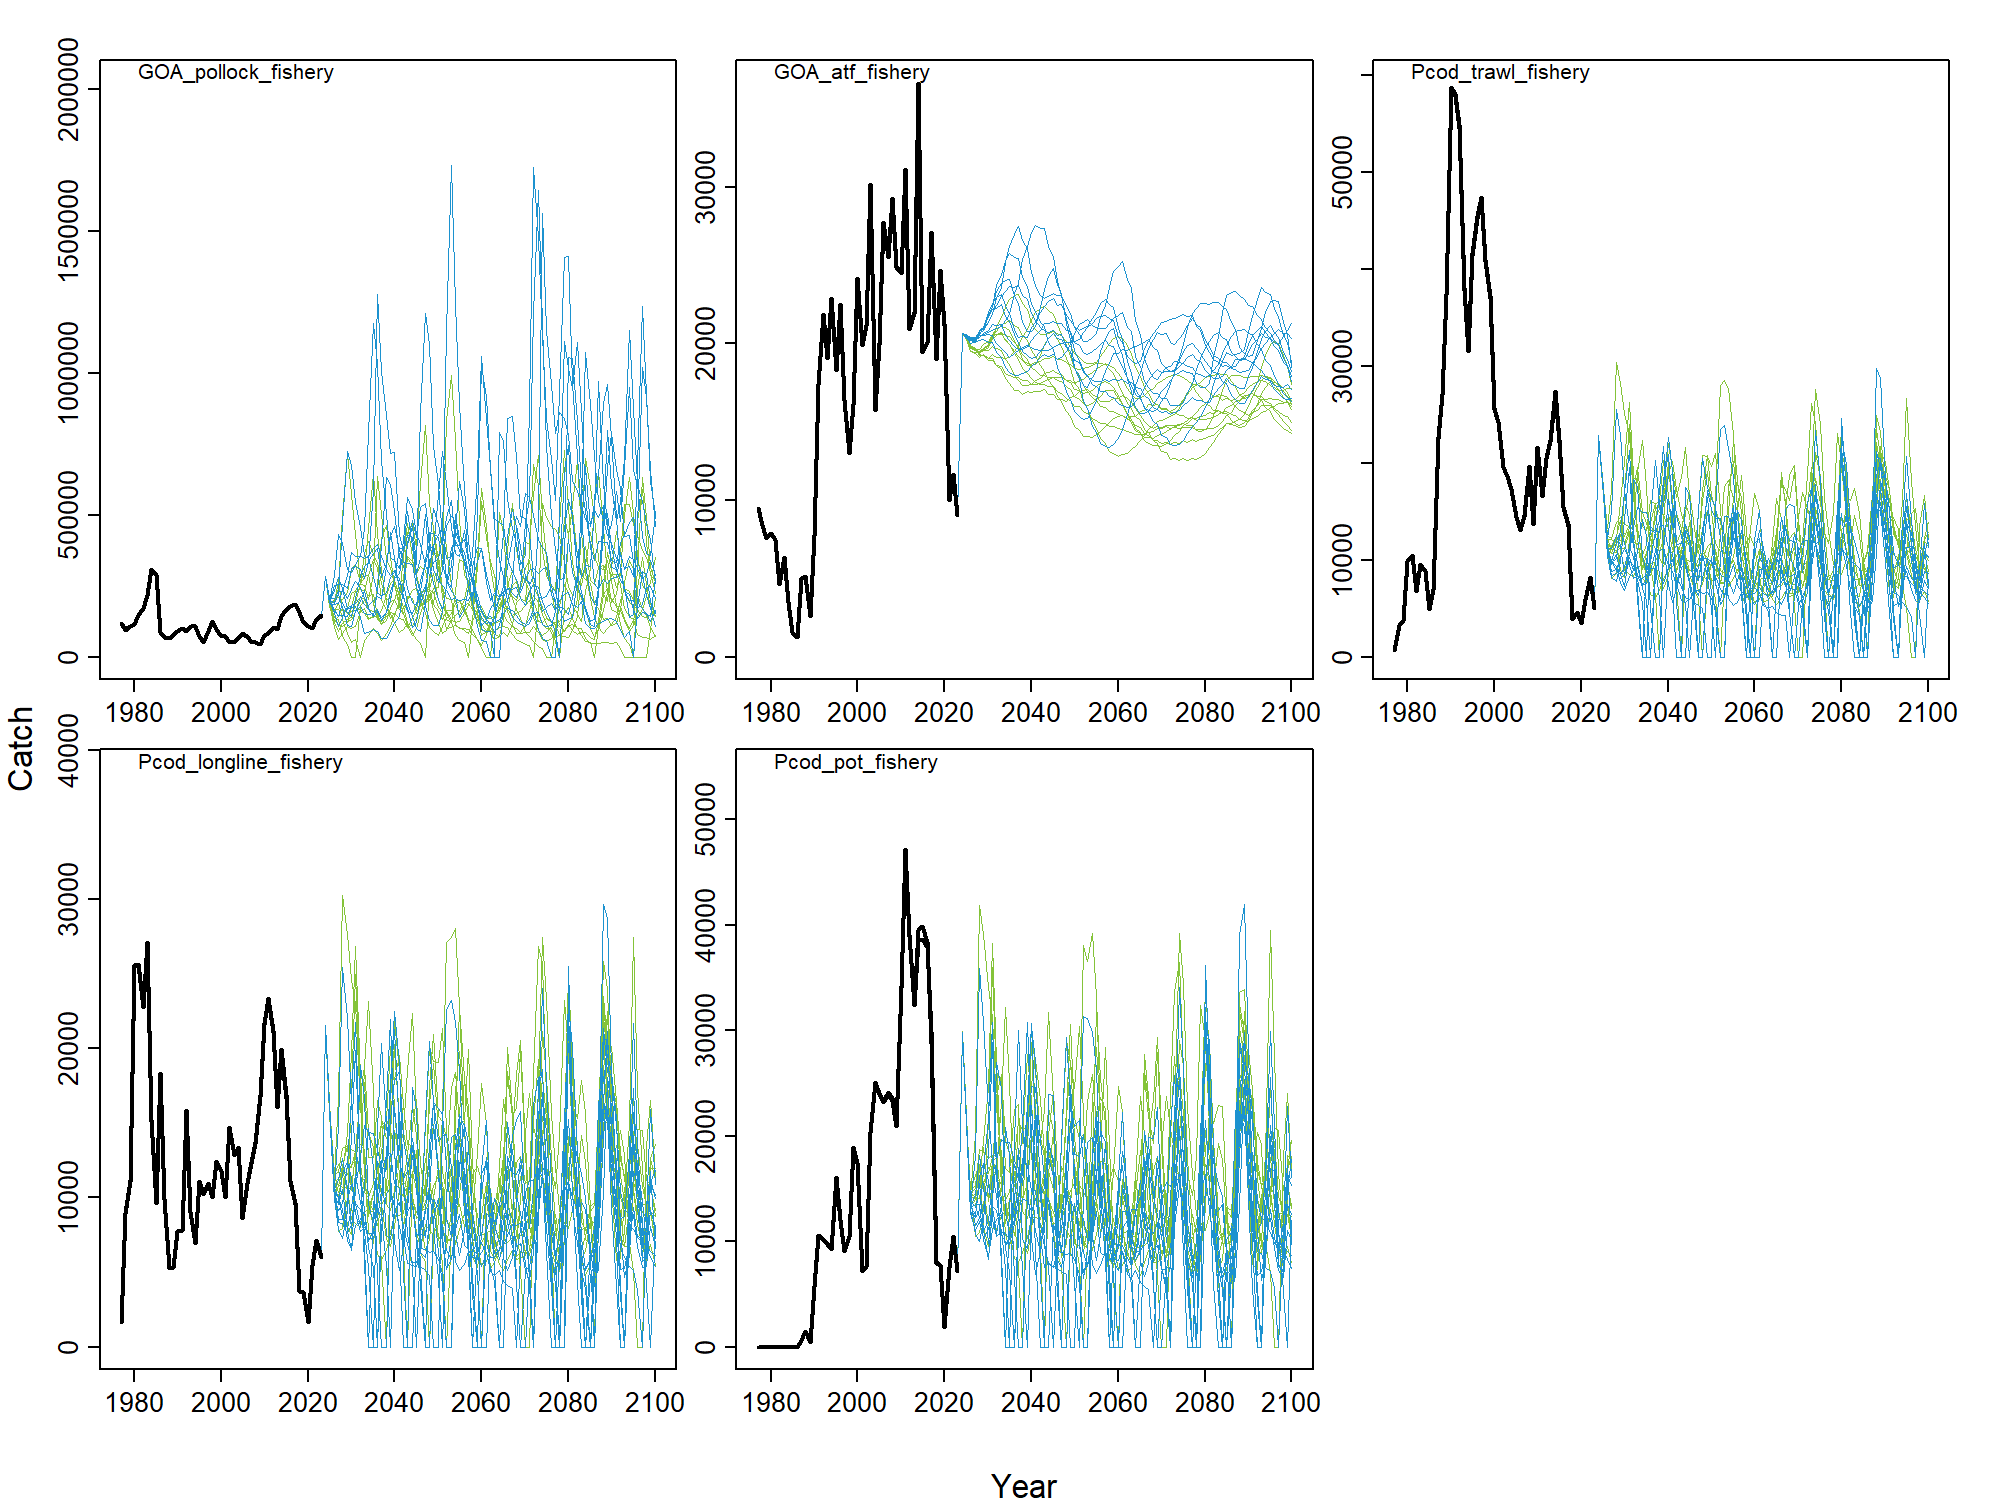 GOA_pollock_fishery
0
500000
1000000
1500000
2000000
1980 2000 2020 2040 2060 2080 2100
GOA_atf_fishery
0
10000
20000
30000
1980 2000 2020 2040 2060 2080 2100
Pcod_trawl_fishery
0
10000
30000
50000
1980 2000 2020 2040 2060 2080 2100
Catch
Pcod_longline_fishery
0
10000
20000
30000
40000
1980 2000 2020 2040 2060 2080 2100
Pcod_pot_fishery
0
10000
20000
30000
40000
50000
1980 2000 2020 2040 2060 2080 2100
Year